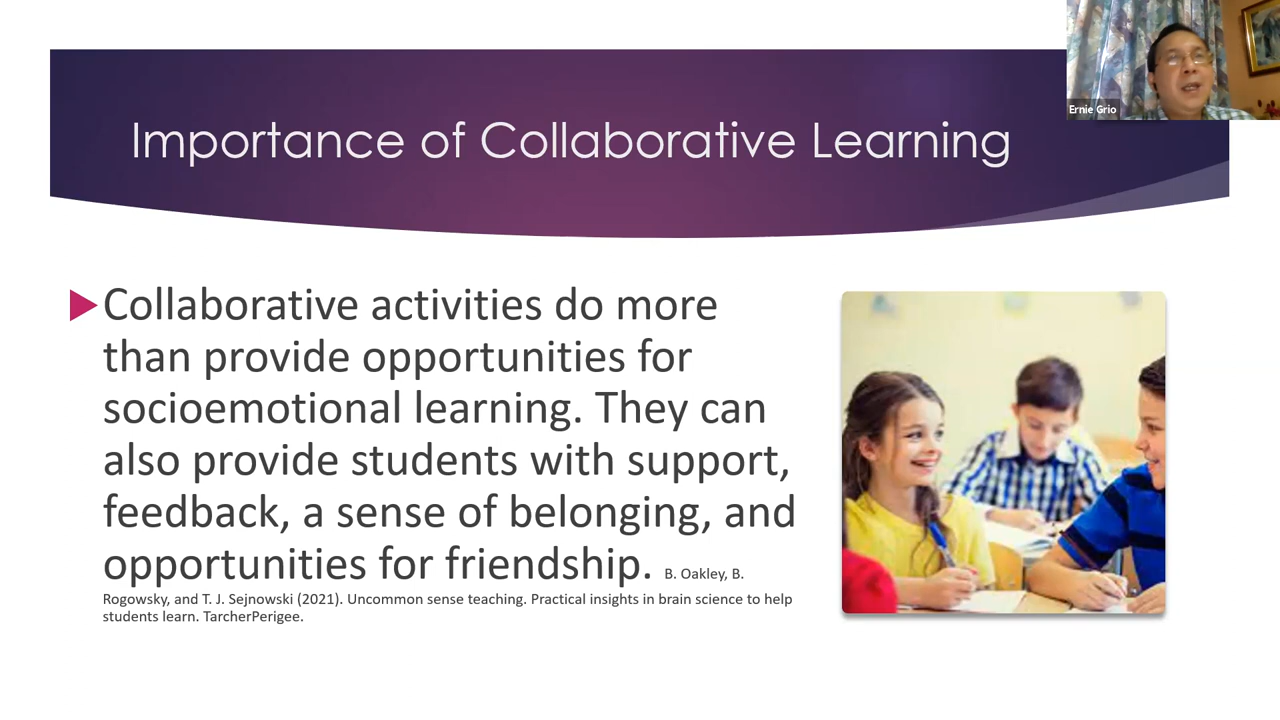 Ernie Grio
Importance of Collaborative Learning
Collaborative activities do more
than provide opportunities for
socioemotional learning. They can
also provide students with support,
feedback, a sense of belonging, and
opportunities for friendship. B. Oakley, B.
Rogowsky, and T. J. Sejnowski (2021). Uncommon sense teaching. Practical insights in brain science to help
students learn. TarcherPerigee.